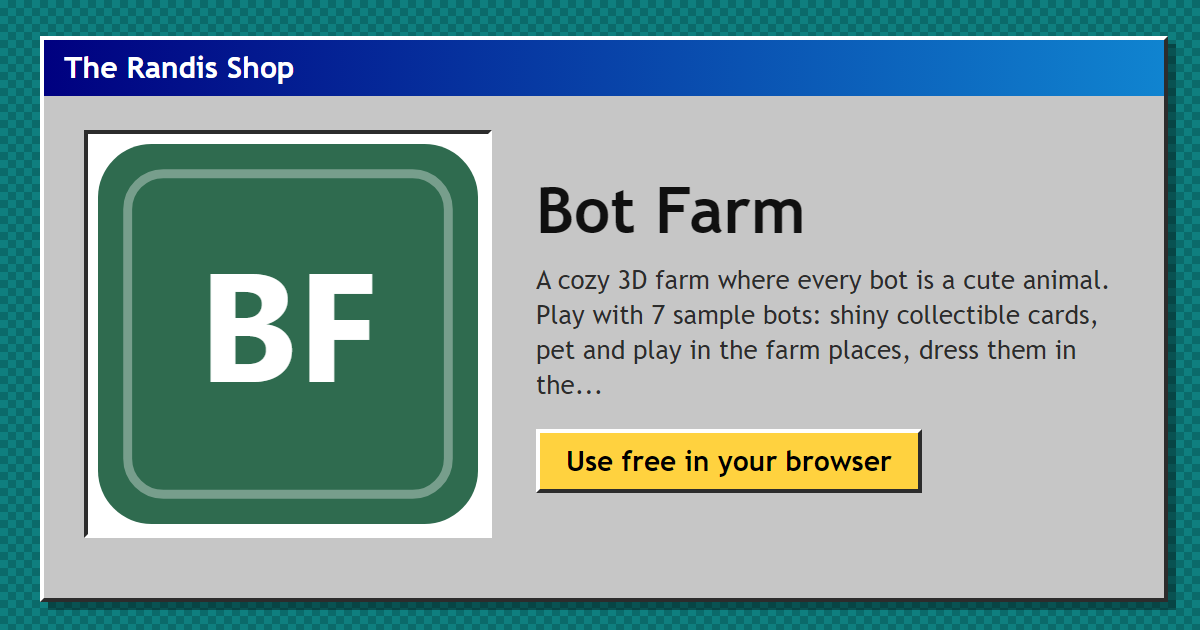 The Randis Shop
BF
Bot Farm
A cozy 3D farm where every bot is a cute animal.
Play with 7 sample bots: shiny collectible cards,
pet and play in the farm places, dress them in
the...
Use free in your browser